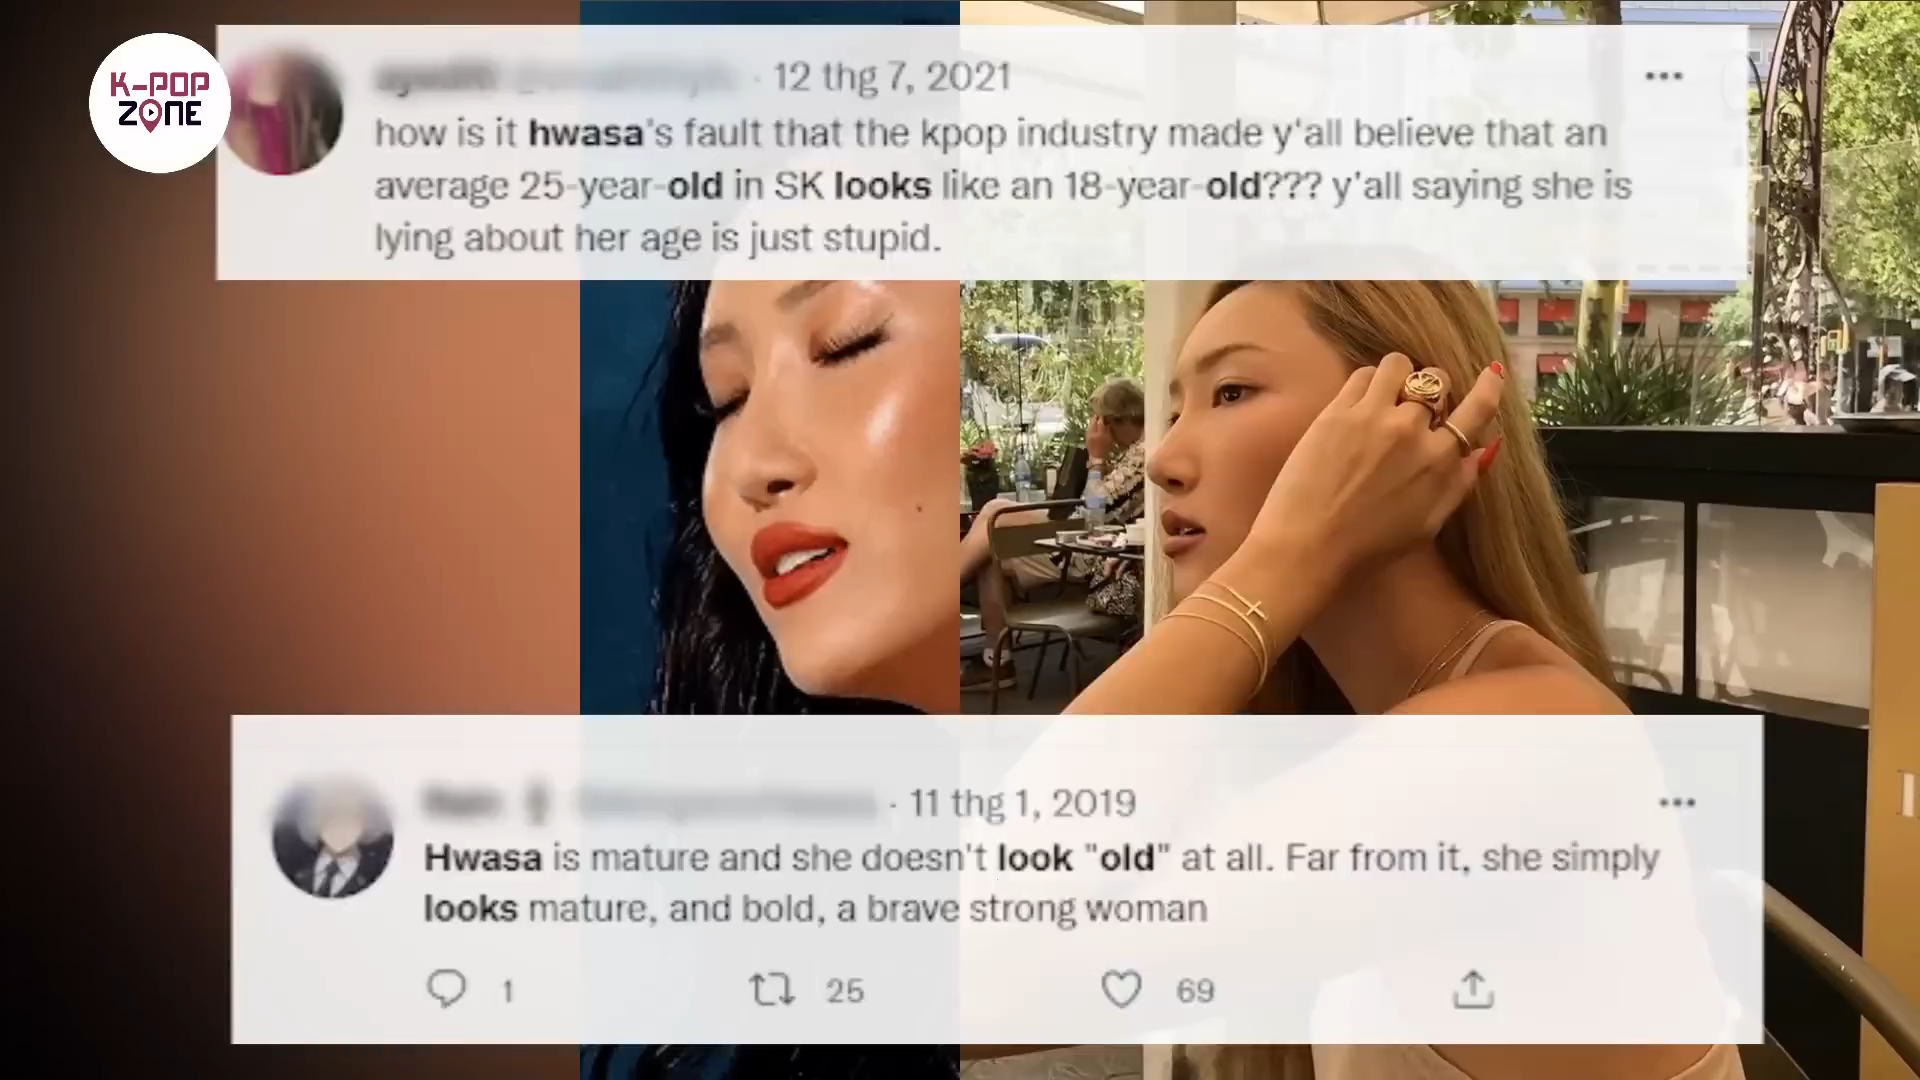 K-POP
ZONE
· 12 thg 7, 2021
how is it hwasa's fault that the kpop industry made y'all believe that an
average 25-year-old in SK looks like an 18-year-old??? y'all saying she is
lying about her age is just stupid.
· 11 thg 1, 2019
Hwasa is mature and she doesn't look "old" at all. Far from it, she simply
looks mature, and bold, a brave strong woman
1 25 69